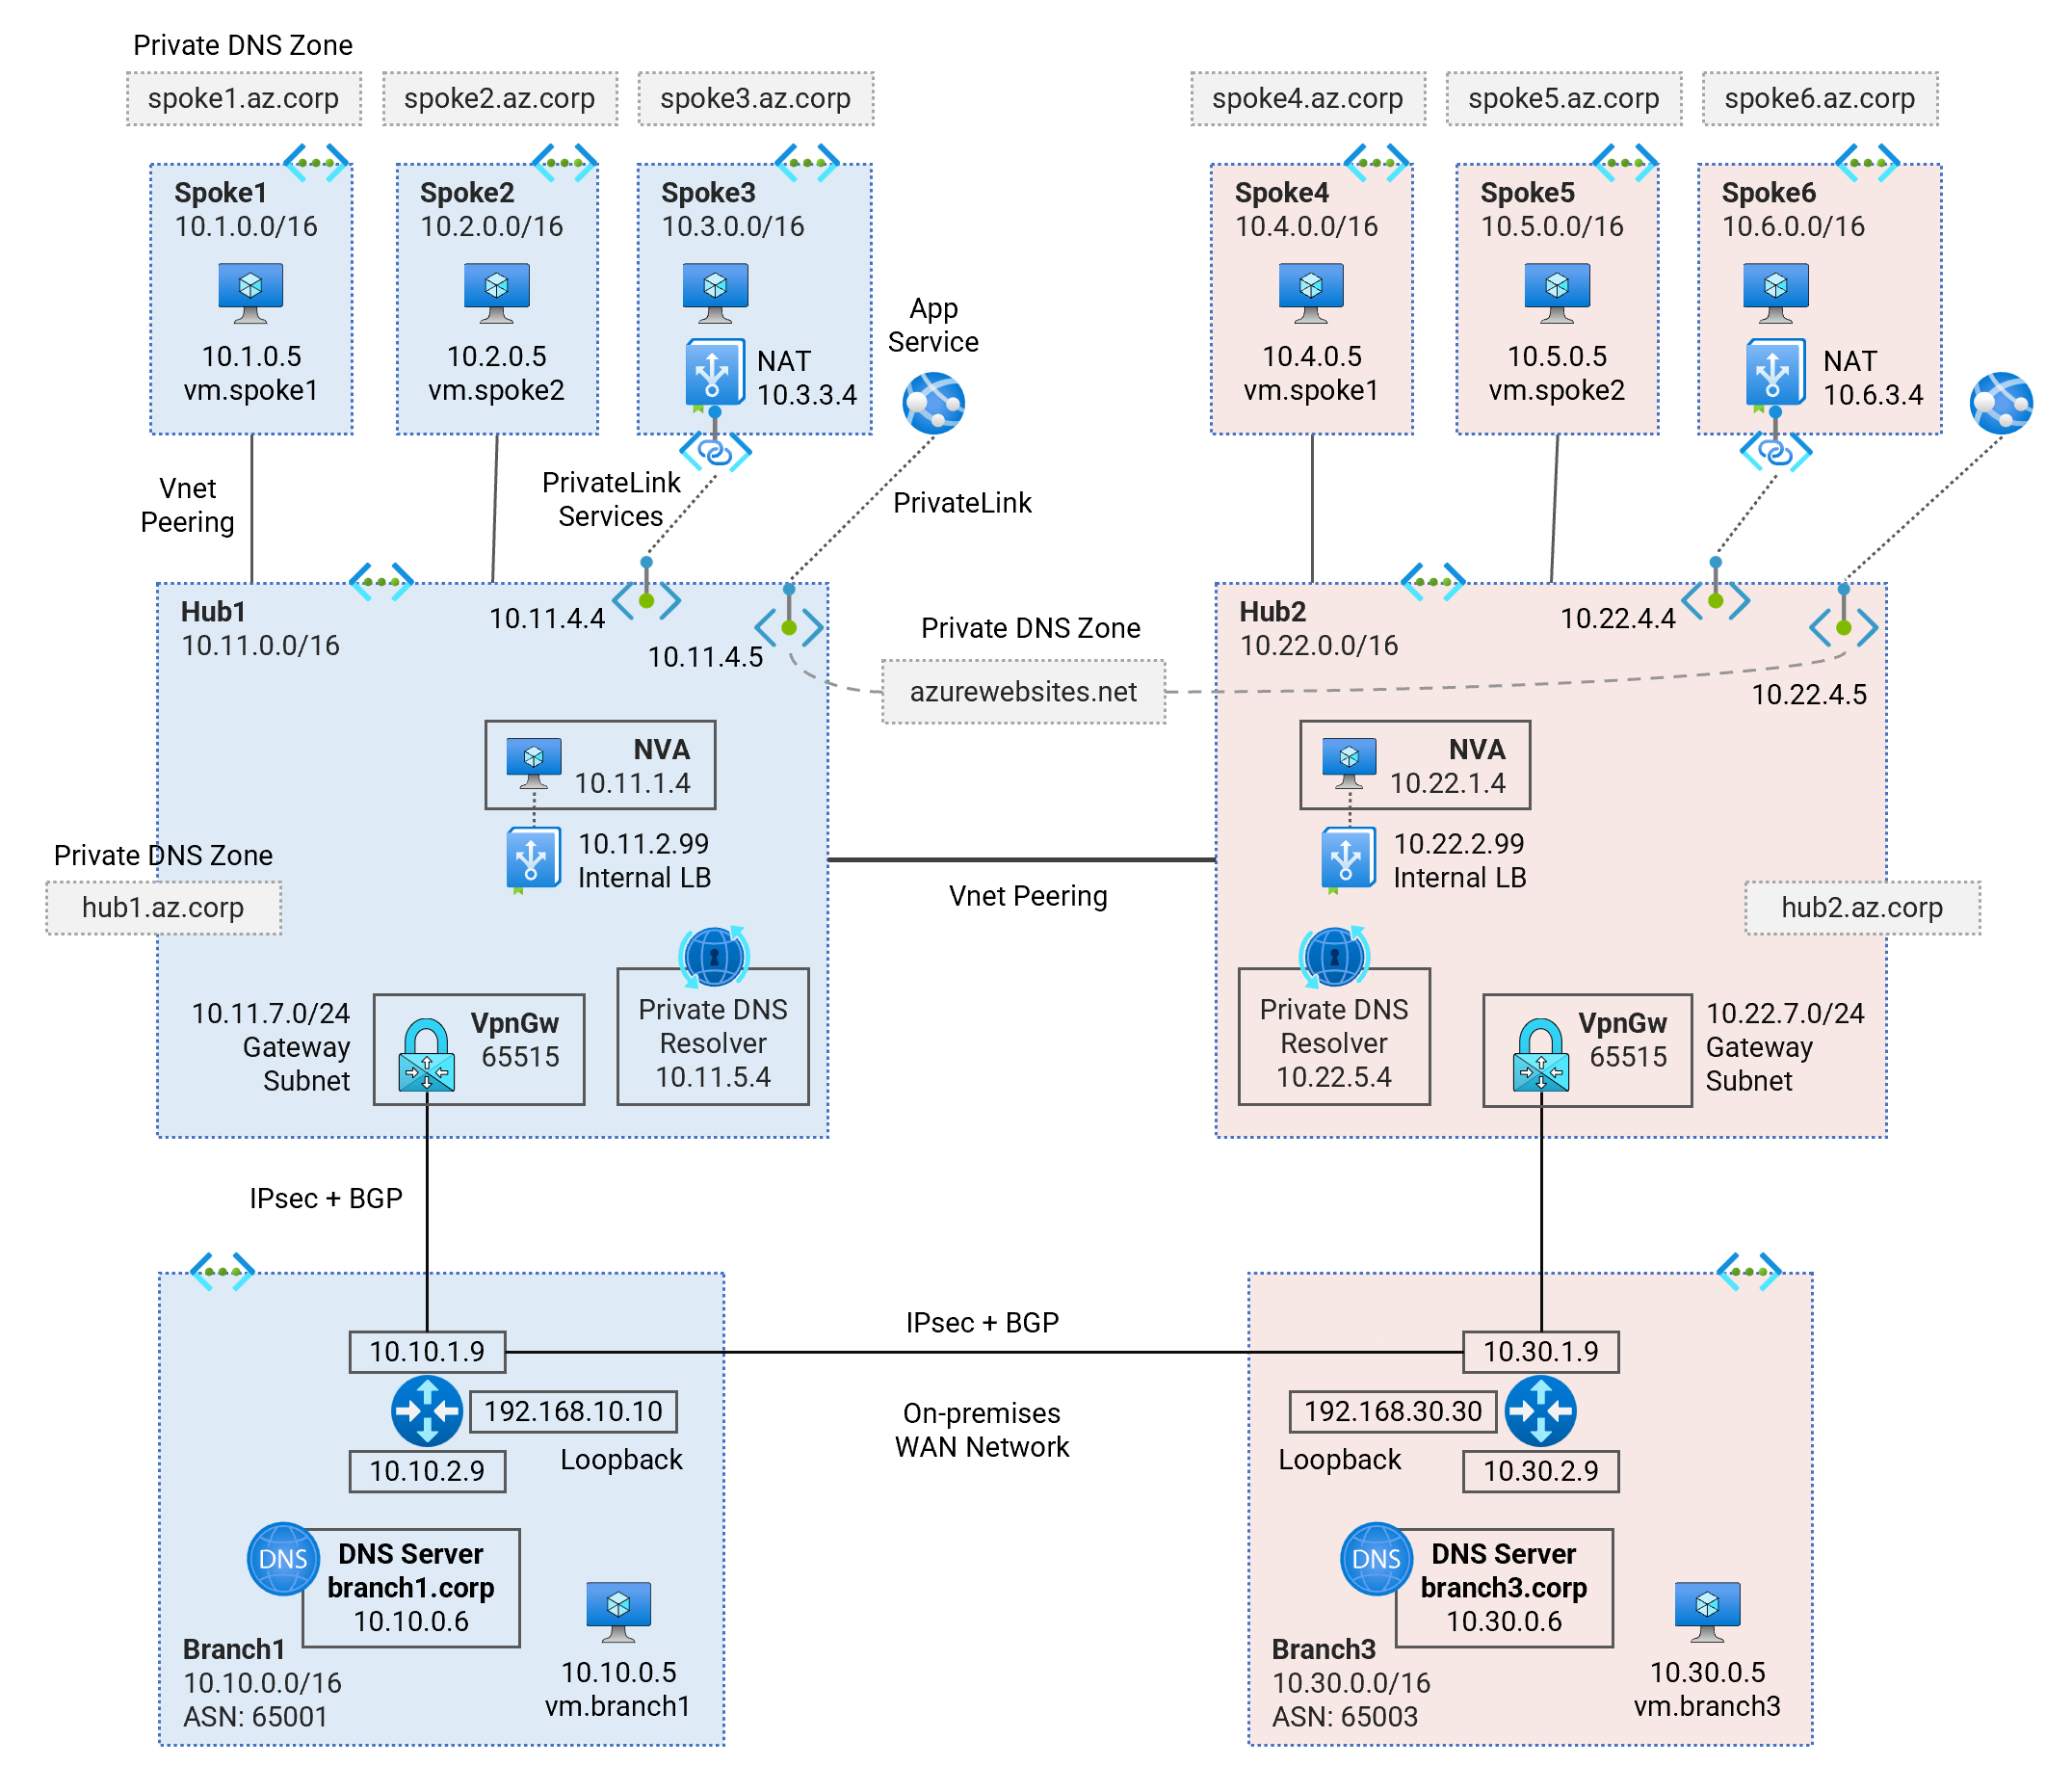 Private DNS Zone
spoke1.az.corp
spoke2.az.corp
spoke3.az.corp
spoke4.az.corp
spoke5.az.corp
spoke6.az.corp
Spoke1
10.1.0.0/16
10.1.0.5
vm.spoke1
Spoke2
10.2.0.0/16
10.2.0.5
vm.spoke2
Spoke3
10.3.0.0/16
NAT
10.3.3.4
App
Service
Spoke4
10.4.0.0/16
10.4.0.5
vm.spoke1
Spoke5
10.5.0.0/16
10.5.0.5
vm.spoke2
Spoke6
10.6.0.0/16
NAT
10.6.3.4
Vnet
Peering
PrivateLink
Services
PrivateLink
Hub1
10.11.0.0/16
10.11.4.4
10.11.4.5
Private DNS Zone
azurewebsites.net
Hub2
10.22.0.0/16
10.22.4.4
10.22.4.5
NVA
10.11.1.4
10.11.2.99
Internal LB
NVA
10.22.1.4
10.22.2.99
Internal LB
Private DNS Zone
hub1.az.corp
Vnet Peering
hub2.az.corp
10.11.7.0/24
Gateway
Subnet
VpnGw
65515
Private DNS
Resolver
10.11.5.4
Private DNS
Resolver
10.22.5.4
VpnGw
65515
10.22.7.0/24
Gateway
Subnet
IPsec + BGP
10.10.1.9
192.168.10.10
Loopback
10.10.2.9
IPsec + BGP
On-premises
WAN Network
10.30.1.9
192.168.30.30
Loopback
10.30.2.9
DNS
DNS Server
branch1.corp
10.10.0.6
Branch1
10.10.0.0/16
ASN: 65001
10.10.0.5
vm.branch1
DNS
DNS Server
branch3.corp
10.30.0.6
Branch3
10.30.0.0/16
ASN: 65003
10.30.0.5
vm.branch3